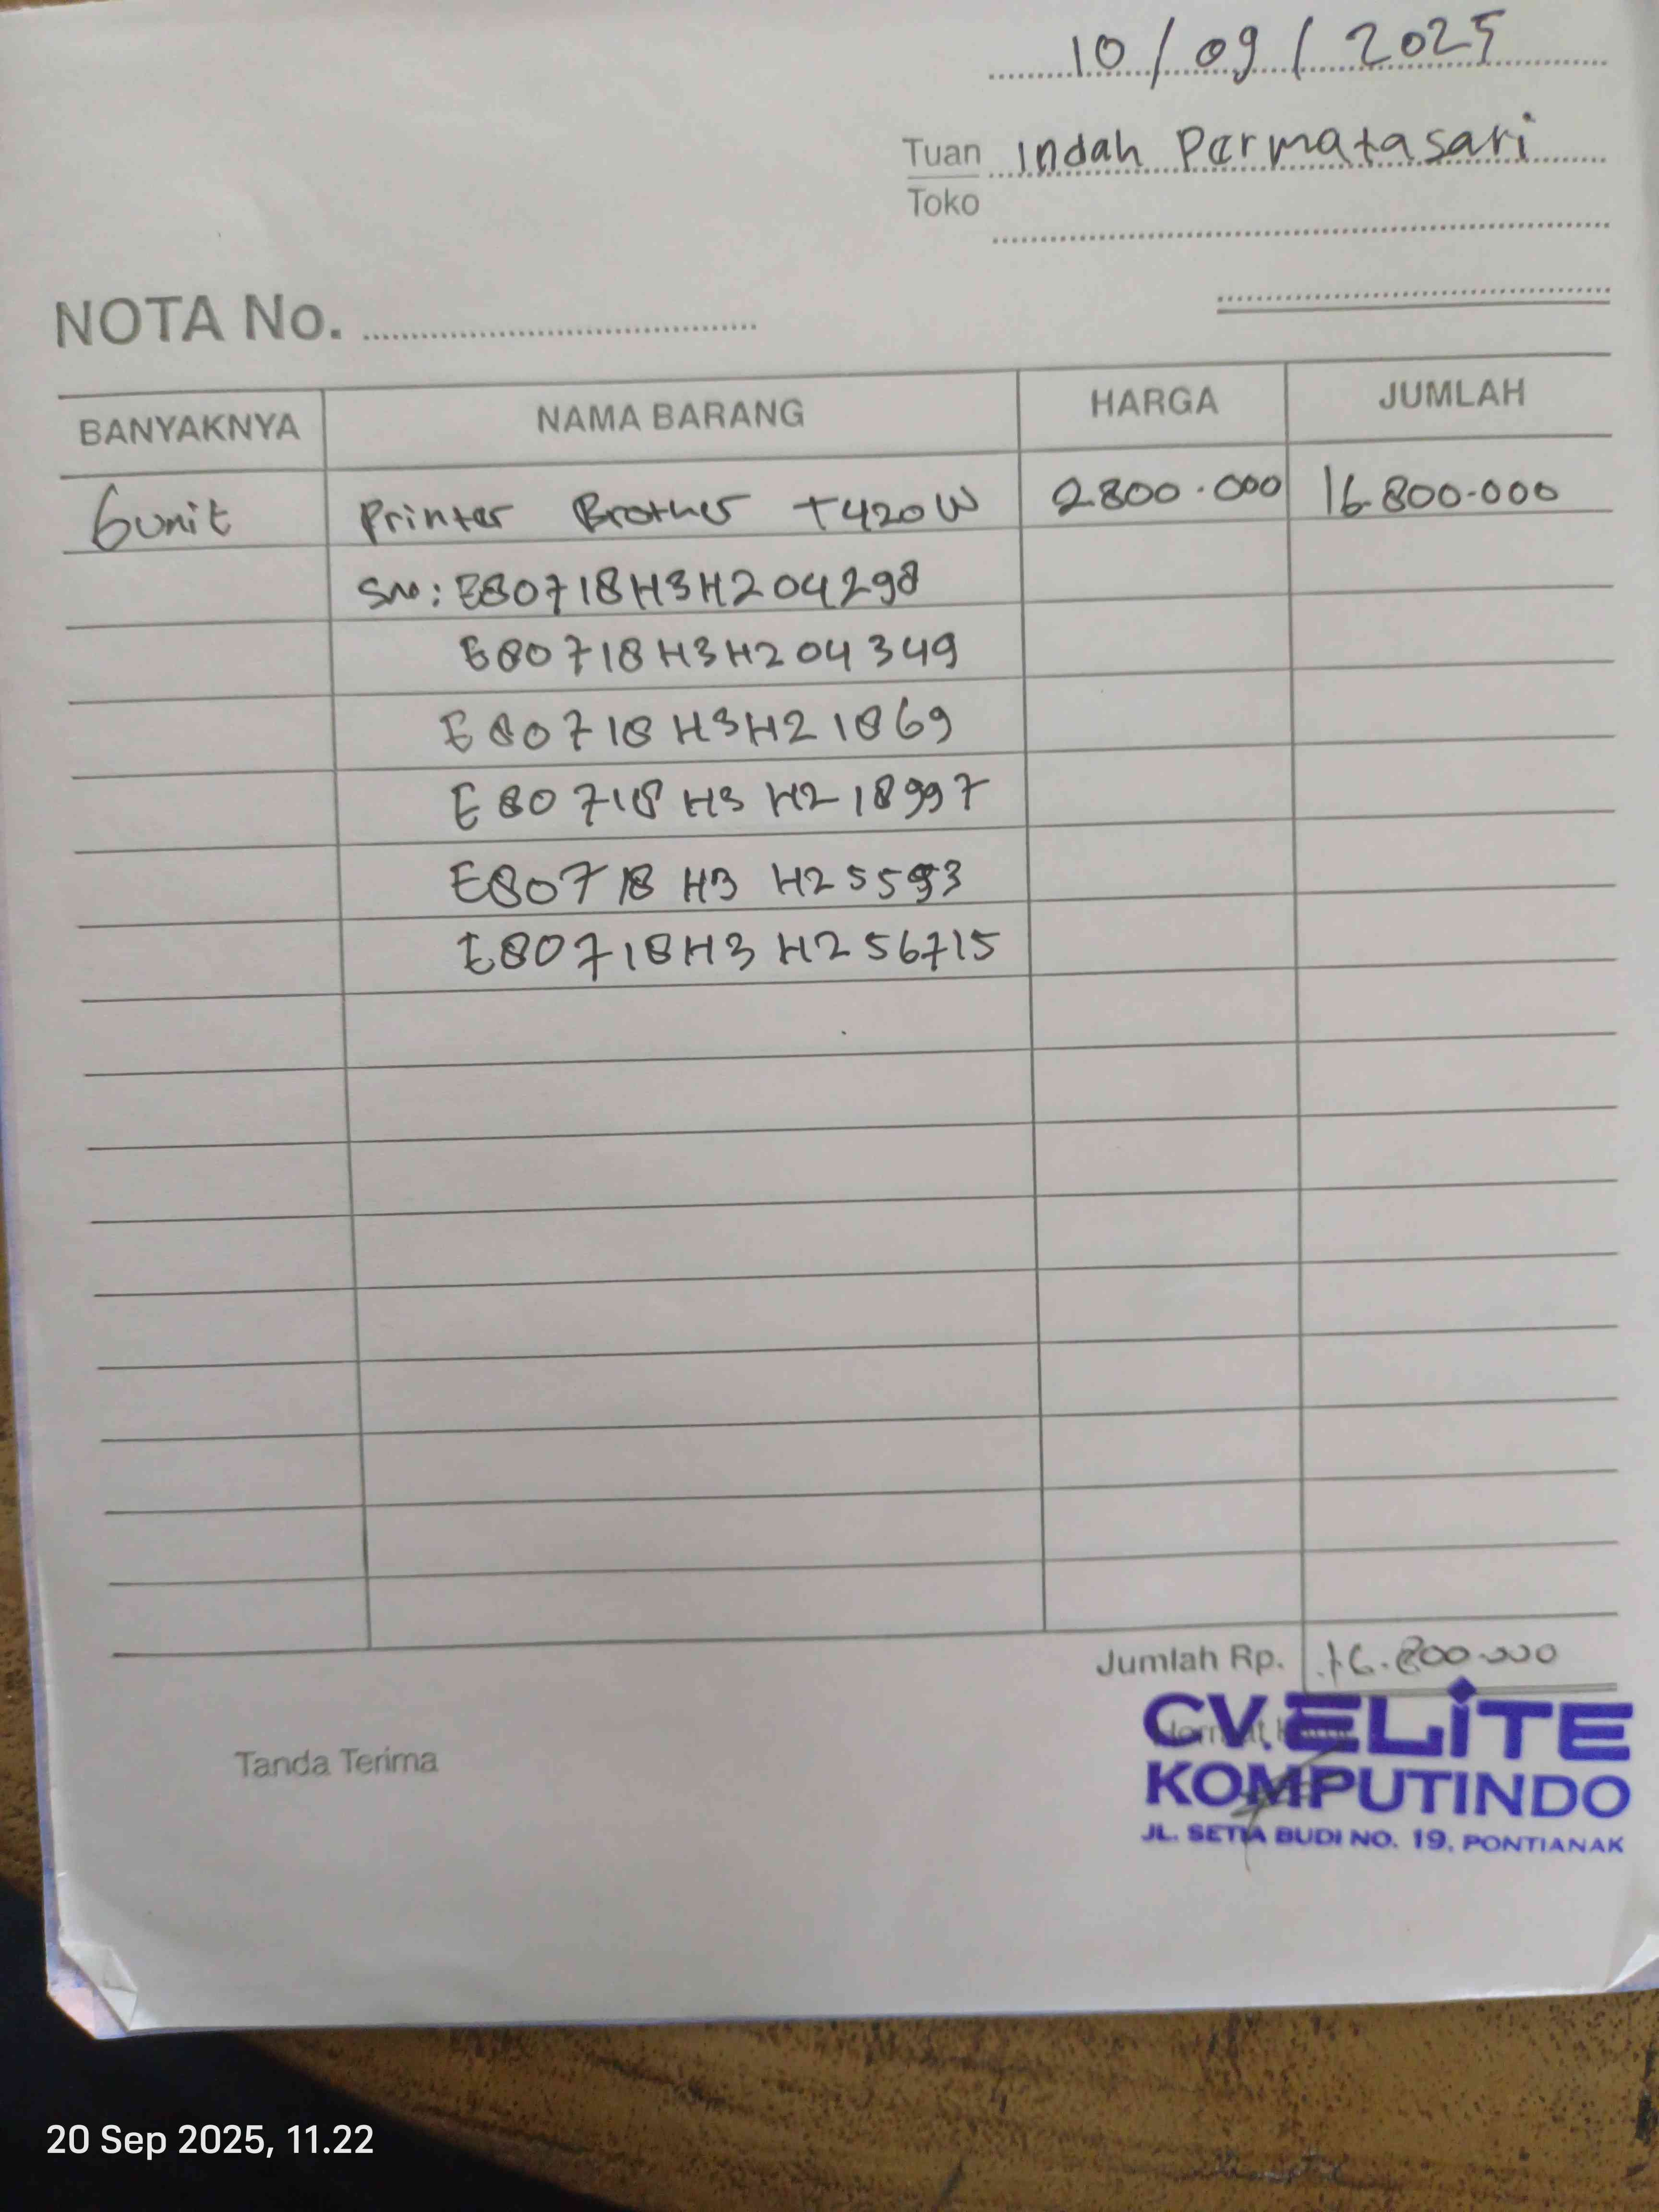 10/09/2025
Tuan Indah Permatasari
Toko
NOTA No.
BANYAKNYA NAMA BARANG HARGA JUMLAH
6 unit Printer Brother T420W 2.800.000 16.800.000
SN: E80718H3H204298
E80718H3H204349
E80718H3H21869
E80718H3H218997
E80718H3H25593
E80718H3H256715
Jumlah Rp. 16.800.000
Tanda Terima
CV. ELITE
KOMPUTINDO
JL. SETIA BUDI NO. 19, PONTIANAK
20 Sep 2025, 11.22